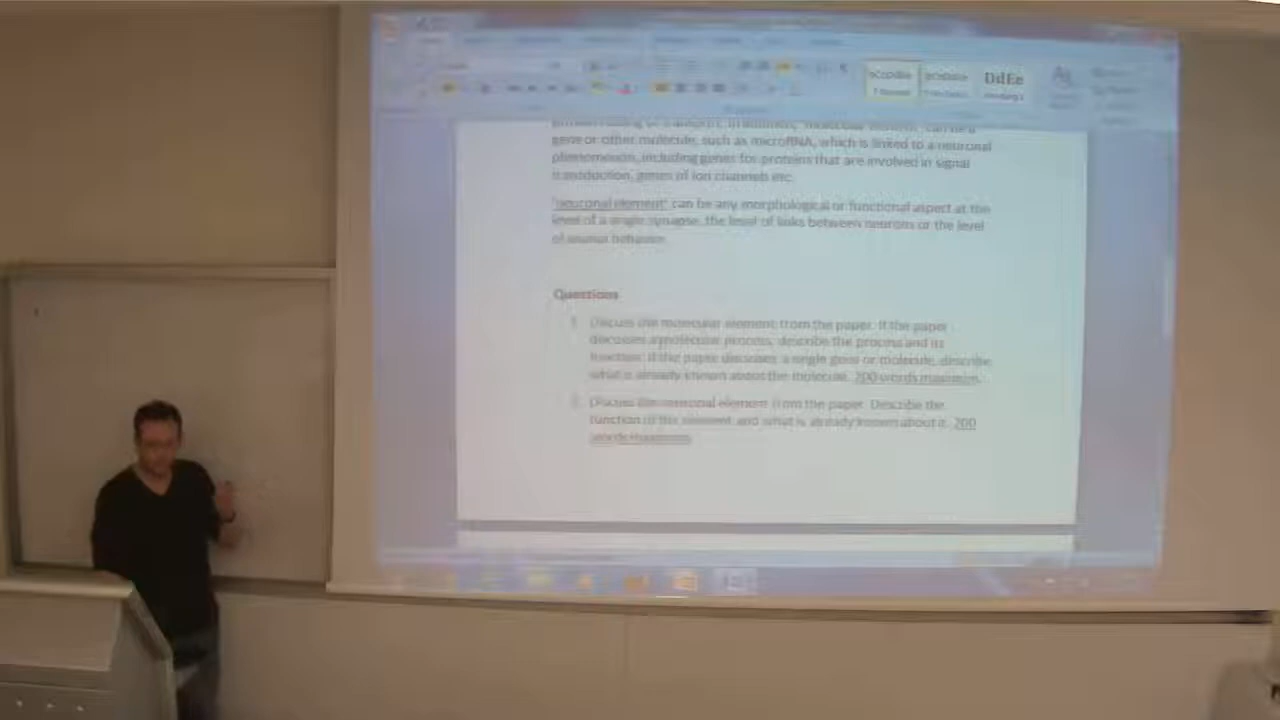 DdEe
gene or other molecule, such as microRNA, which is linked to a neuronal
phenomenon, including genes for proteins that are involved in signal
transduction, genes of ion channels etc.
'neuronal element' can be any morphological or functional aspect at the
level of a single synapse, the level of links between neurons or the level
of animal behavior.
Questions
1. Discuss the molecular element from the paper. If the paper
discusses a molecular process, describe the process and its
function. If the paper discusses a single gene or molecule, describe
what is already known about the molecule. 200 words maximum.
2. Discuss the neuronal element from the paper. Describe the
function of this element and what is already known about it. 200
words maximum.